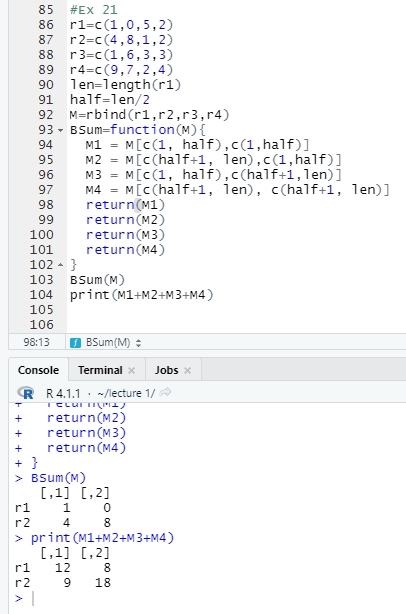 85 #Ex 21
86 r1=c(1,0,5,2)
87 r2=c(4,8,1,2)
88 r3=c(1,6,3,3)
89 r4=c(9,7,2,4)
90 len=length(r1)
91 half=len/2
92 M=rbind(r1,r2,r3,r4)
93 BSum=function(M){
94 M1 = M[c(1, half),c(1,half)]
95 M2 = M[c(half+1, len),c(1,half)]
96 M3 = M[c(1, half),c(half+1,len)]
97 M4 = M[c(half+1, len), c(half+1, len)]
98 return(M1)
99 return(M2)
100 return(M3)
101 return(M4)
102 }
103 BSum(M)
104 print(M1+M2+M3+M4)
105
106
98:13 BSum(M)
Console Terminal Jobs
R R 4.1.1 · ~/lecture 1/
+ return(M1)
+ return(M2)
+ return(M3)
+ return(M4)
+ }
> BSum(M)
[,1] [,2]
r1 1 0
r2 4 8
> print(M1+M2+M3+M4)
[,1] [,2]
r1 12 8
r2 9 18
>